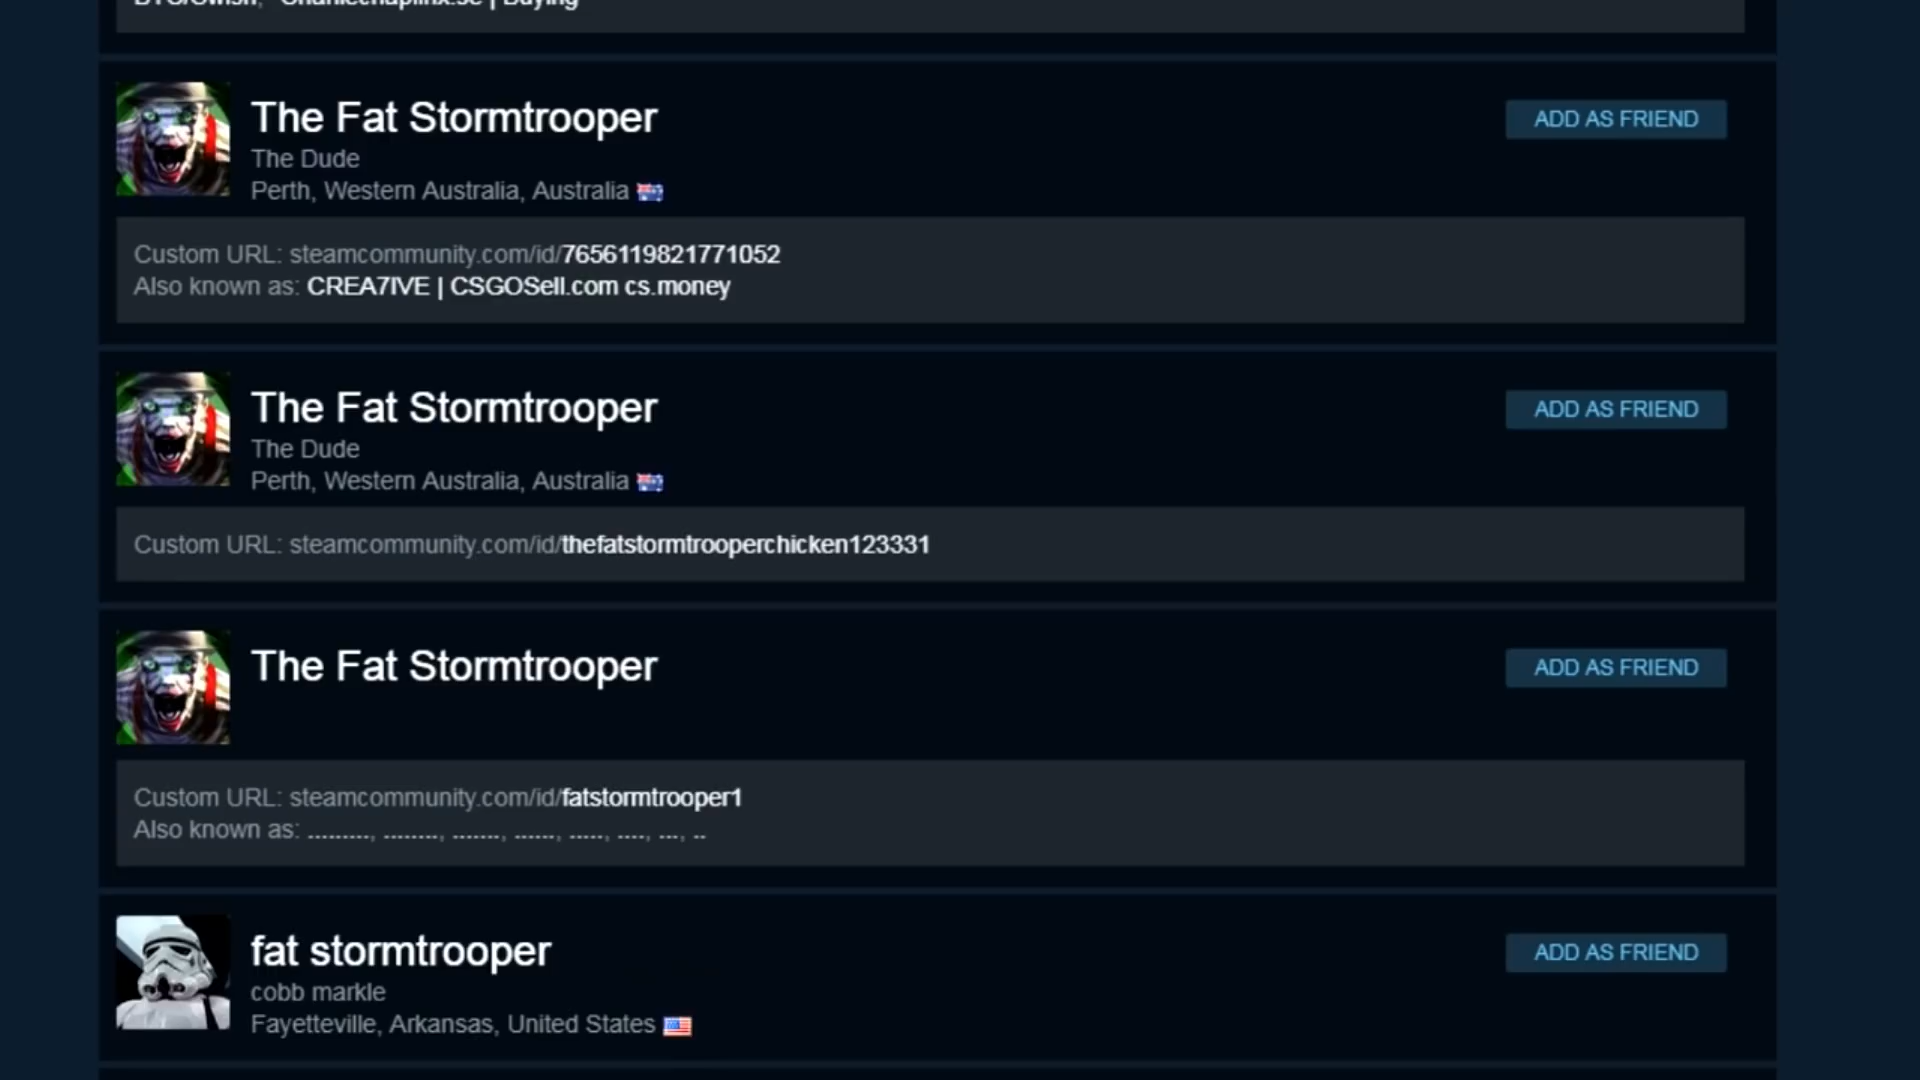 | Buying
The Fat Stormtrooper
ADD AS FRIEND
The Dude
Perth, Western Australia, Australia
Custom URL: steamcommunity.com/id/7656119821771052
Also known as: CREA7IVE | CSGOSell.com cs.money
The Fat Stormtrooper
ADD AS FRIEND
The Dude
Perth, Western Australia, Australia
Custom URL: steamcommunity.com/id/thefatstormtrooperchicken123331
The Fat Stormtrooper
ADD AS FRIEND
Custom URL: steamcommunity.com/id/fatstormtrooper1
Also known as: ........., ........, ......., ......, ....., ...., ..., ..
fat stormtrooper
ADD AS FRIEND
cobb markle
Fayetteville, Arkansas, United States